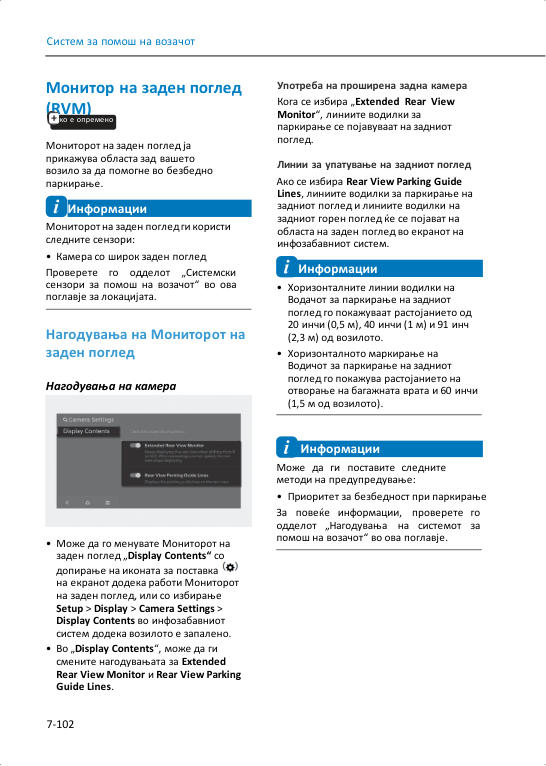 Систем за помош на возачот
Монитор на заден поглед
(RVM)
ко е опремено
Мониторот на заден поглед ја
прикажува областа зад вашето
возило за да помогне во безбедно
паркирање.
i Информации
Мониторот на заден поглед ги користи
следните сензори:
• Камера со широк заден поглед
Проверете го одделот „Системски
сензори за помош на возачот“ во ова
поглавје за локацијата.
Нагодувања на Мониторот на
заден поглед
Нагодувања на камера
Camera Settings
Display Contents
Extended Rear View Monitor
Rear View Parking Guide Lines
• Може да го менувате Мониторот на
заден поглед „Display Contents“ со
допирање на иконата за поставка
на екранот додека работи Мониторот
на заден поглед, или со избирање
Setup > Display > Camera Settings >
Display Contents во инфозабавниот
систем додека возилото е запалено.
• Во „Display Contents“, може да ги
смените нагодувањата за Extended
Rear View Monitor и Rear View Parking
Guide Lines.
Употреба на проширена задна камера
Кога се избира „Extended Rear View
Monitor“, линиите водилки за
паркирање се појавуваат на задниот
поглед.
Линии за упатување на задниот поглед
Ако се избира Rear View Parking Guide
Lines, линиите водилки за паркирање на
задниот поглед и линиите водилки на
задниот горен поглед ќе се појават на
областа на заден поглед во екранот на
инфозабавниот систем.
i Информации
• Хоризонталните линии водилки на
Водачот за паркирање на задниот
поглед го покажуваат растојанието од
20 инчи (0,5 м), 40 инчи (1 м) и 91 инч
(2,3 м) од возилото.
• Хоризонталното маркирање на
Водичот за паркирање на задниот
поглед го покажува растојанието на
отворање на багажната врата и 60 инчи
(1,5 м од возилото).
i Информации
Може да ги поставите следните
методи на предупредување:
• Приоритет за безбедност при паркирање
За повеќе информации, проверете го
одделот „Нагодувања на системот за
помош на возачот“ во ова поглавје.
7-102